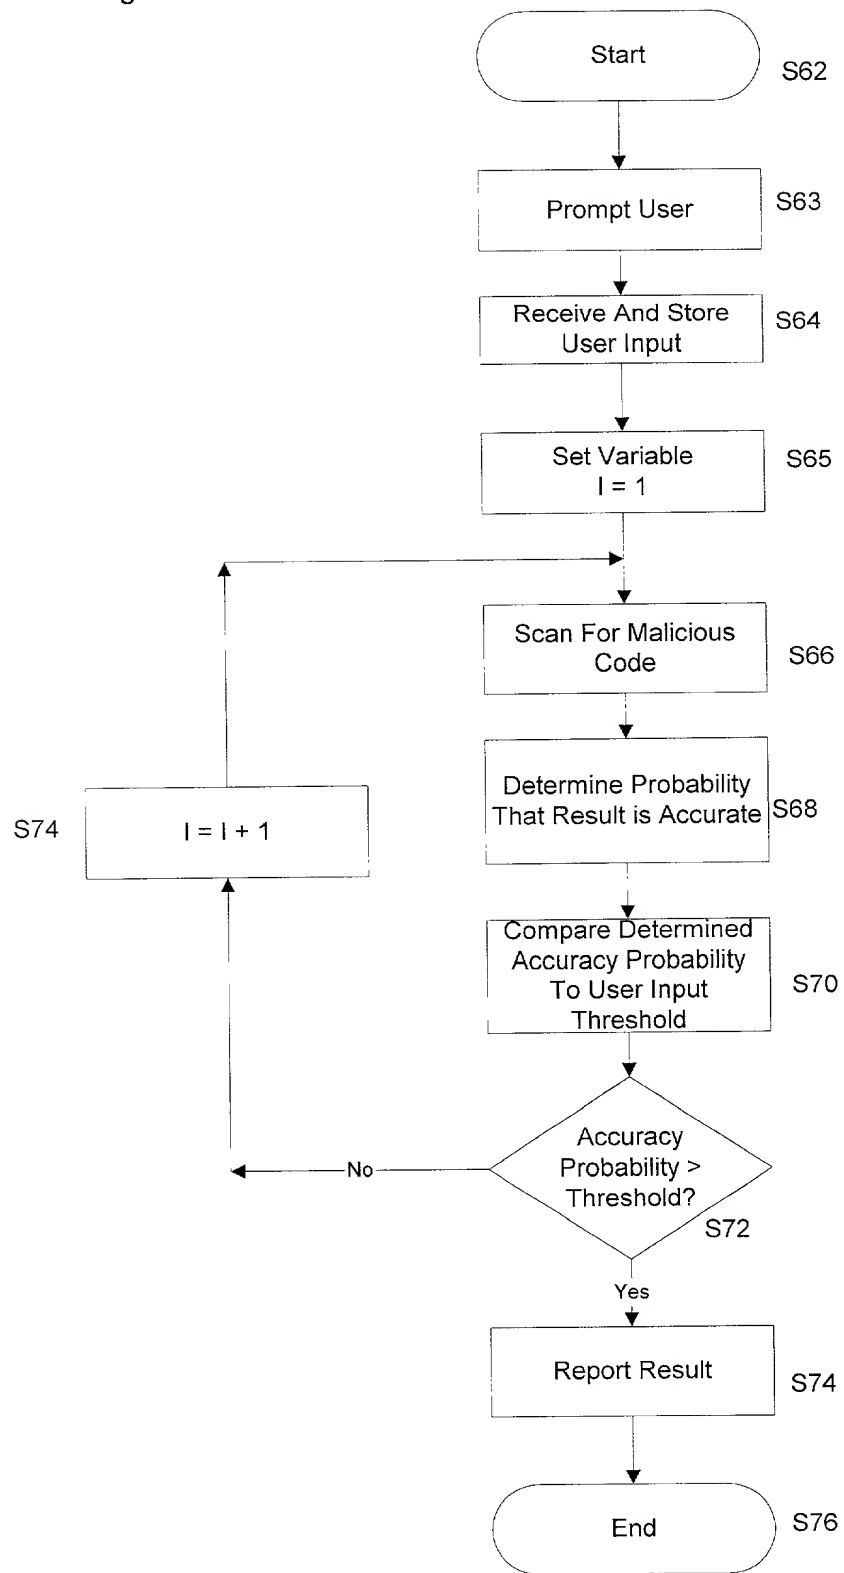 Start
S62
Prompt User
S63
Receive And Store
User Input
S64
Set Variable
I = 1
S65
Scan For Malicious
Code
S66
Determine Probability
That Result is Accurate
S68
S74
I = I + 1
Compare Determined
Accuracy Probability
To User Input
Threshold
S70
Accuracy
Probability >
Threshold?
S72
No
Yes
Report Result
S74
End
S76